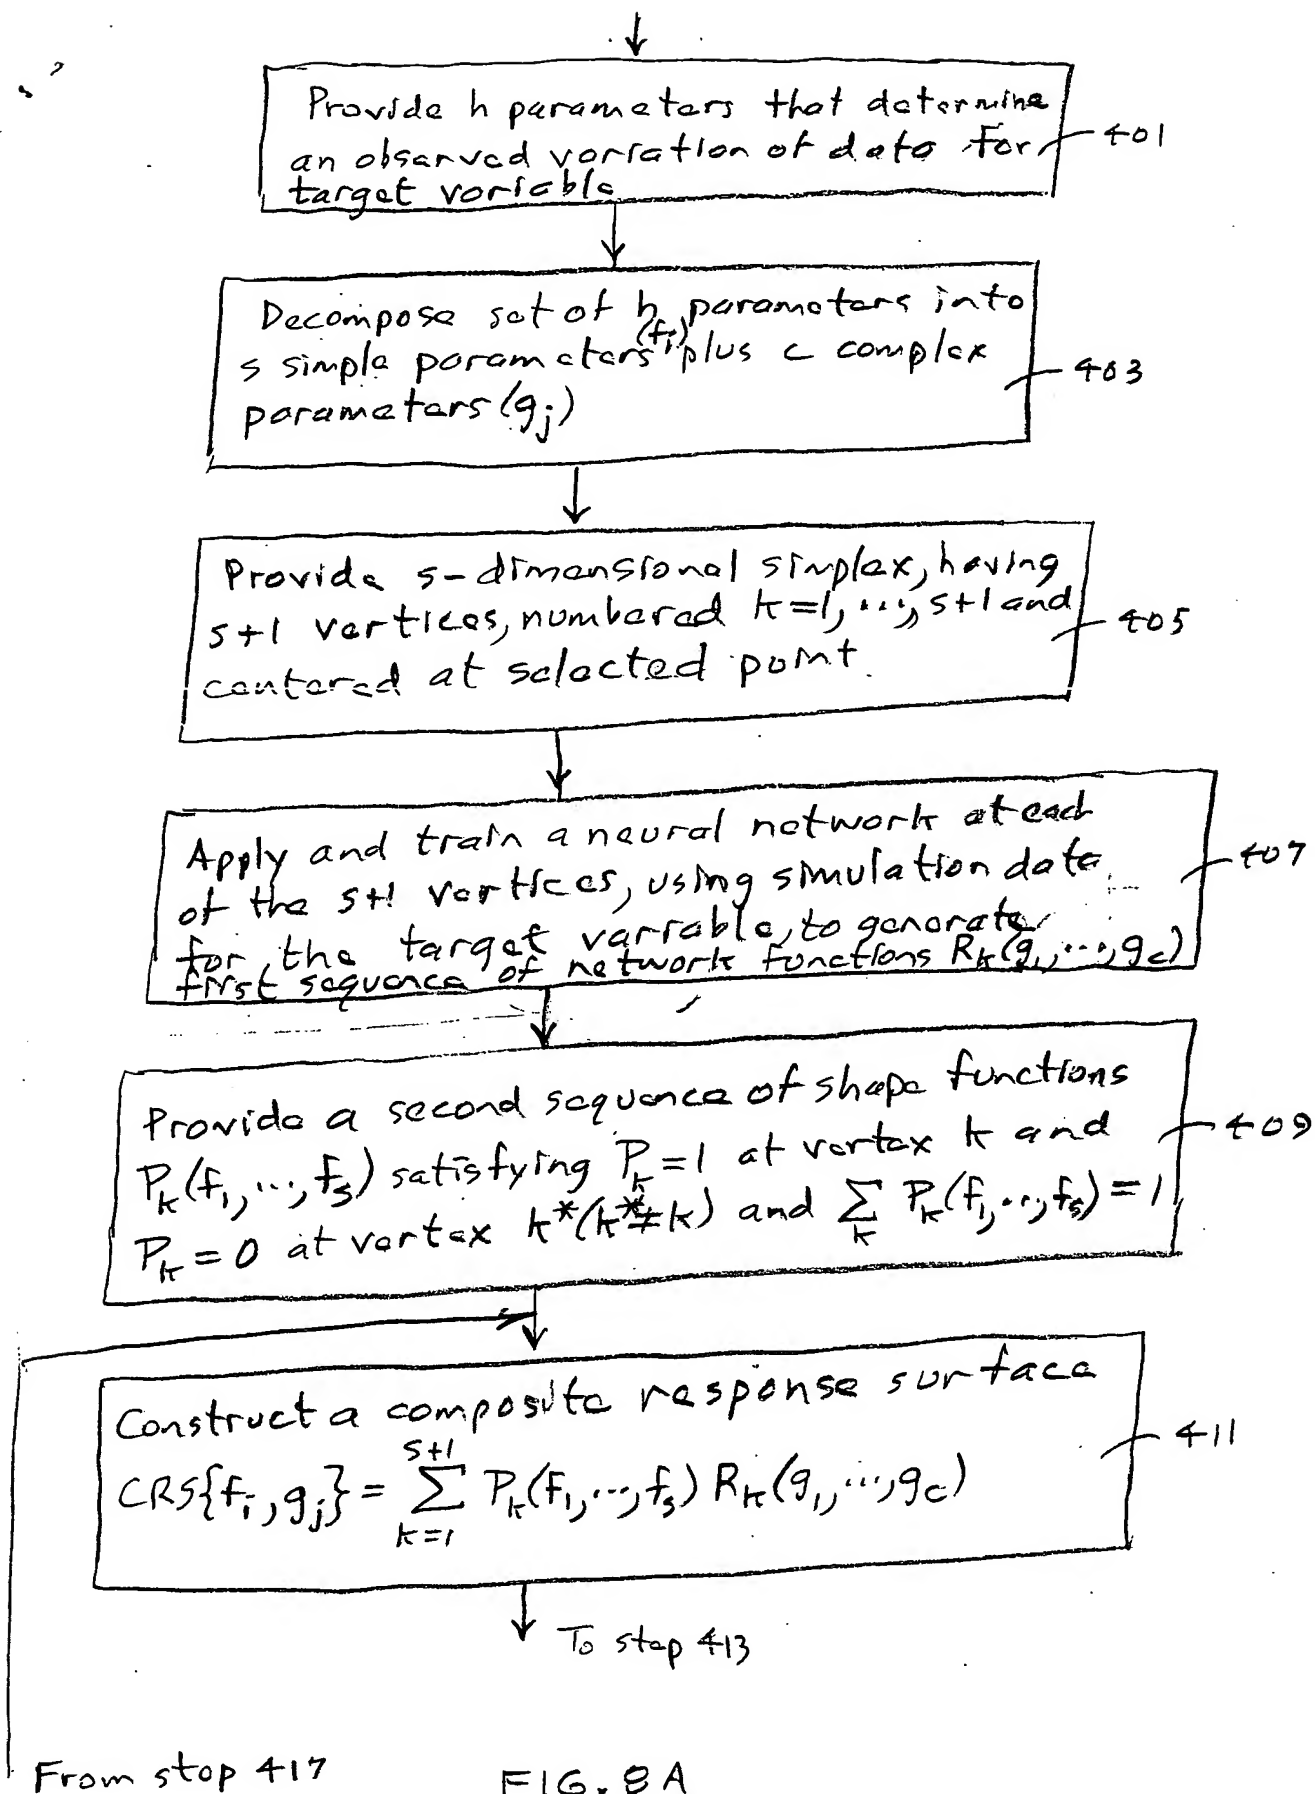 Provide h parameters that determine
an observed variation of data for
target variable
401
Decompose set of h parameters into
s simple parameters (fi) plus c complex
parameters (gj)
403
Provide s-dimensional simplex, having
s+1 vertices, numbered k=1, ..., s+1 and
centered at selected point.
405
Apply and train a neural network at each
of the s+1 vertices, using simulation data
for the target variable, to generate
first sequence of network functions Rk(g1, ..., gc)
407
Provide a second sequence of shape functions
Pk(f1, ..., fs) satisfying Pk=1 at vertex k and
Pk=0 at vertex k*(k*≠k) and ∑k Pk(f1, .., fs)=1
409
Construct a composite response surface
CRS{fi, gj} = ∑k=1^s+1 Pk(f1, ..., fs) Rk(g1, ..., gc)
411
To step 413
From step 417
FIG. 8A